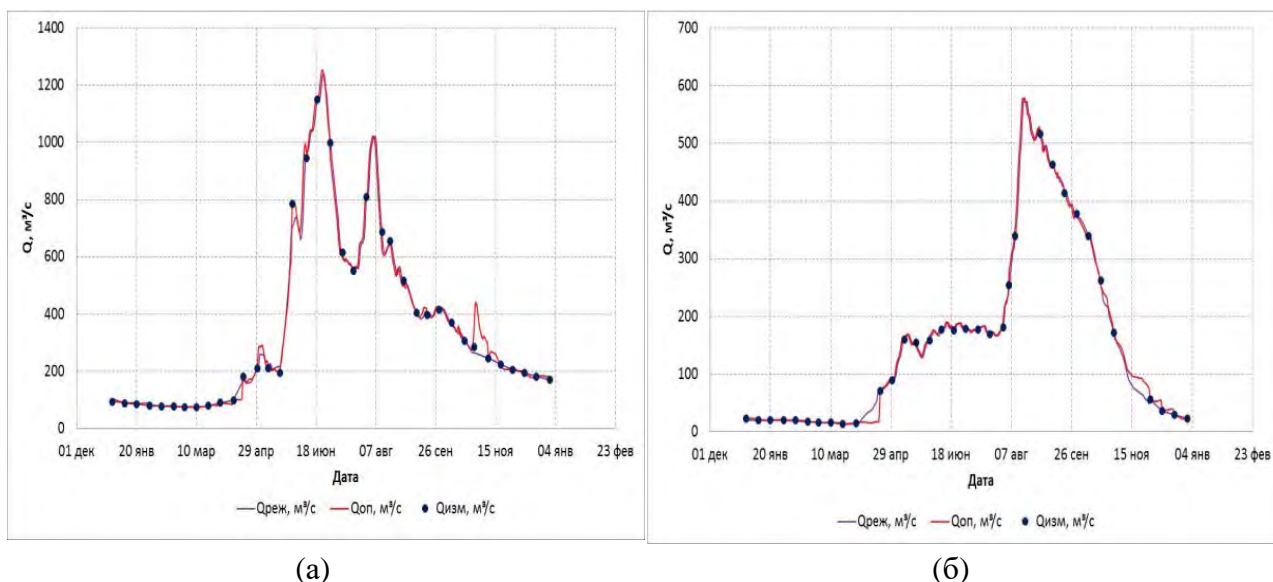 1400
1200
1000
800
600
400
200
0
Q, м³/с
01 дек 20 янв 10 мар 29 апр 18 июн 07 авг 26 сен 15 ноя 04 янв 23 фев
Дата
Qреж, м³/с Qоп, м³/с Qизм, м³/с
(а)
700
600
500
400
300
200
100
0
Q, м³/с
01 дек 20 янв 10 мар 29 апр 18 июн 07 авг 26 сен 15 ноя 04 янв 23 фев
Дата
Qреж, м³/с Qоп, м³/с Qизм, м³/с
(б)